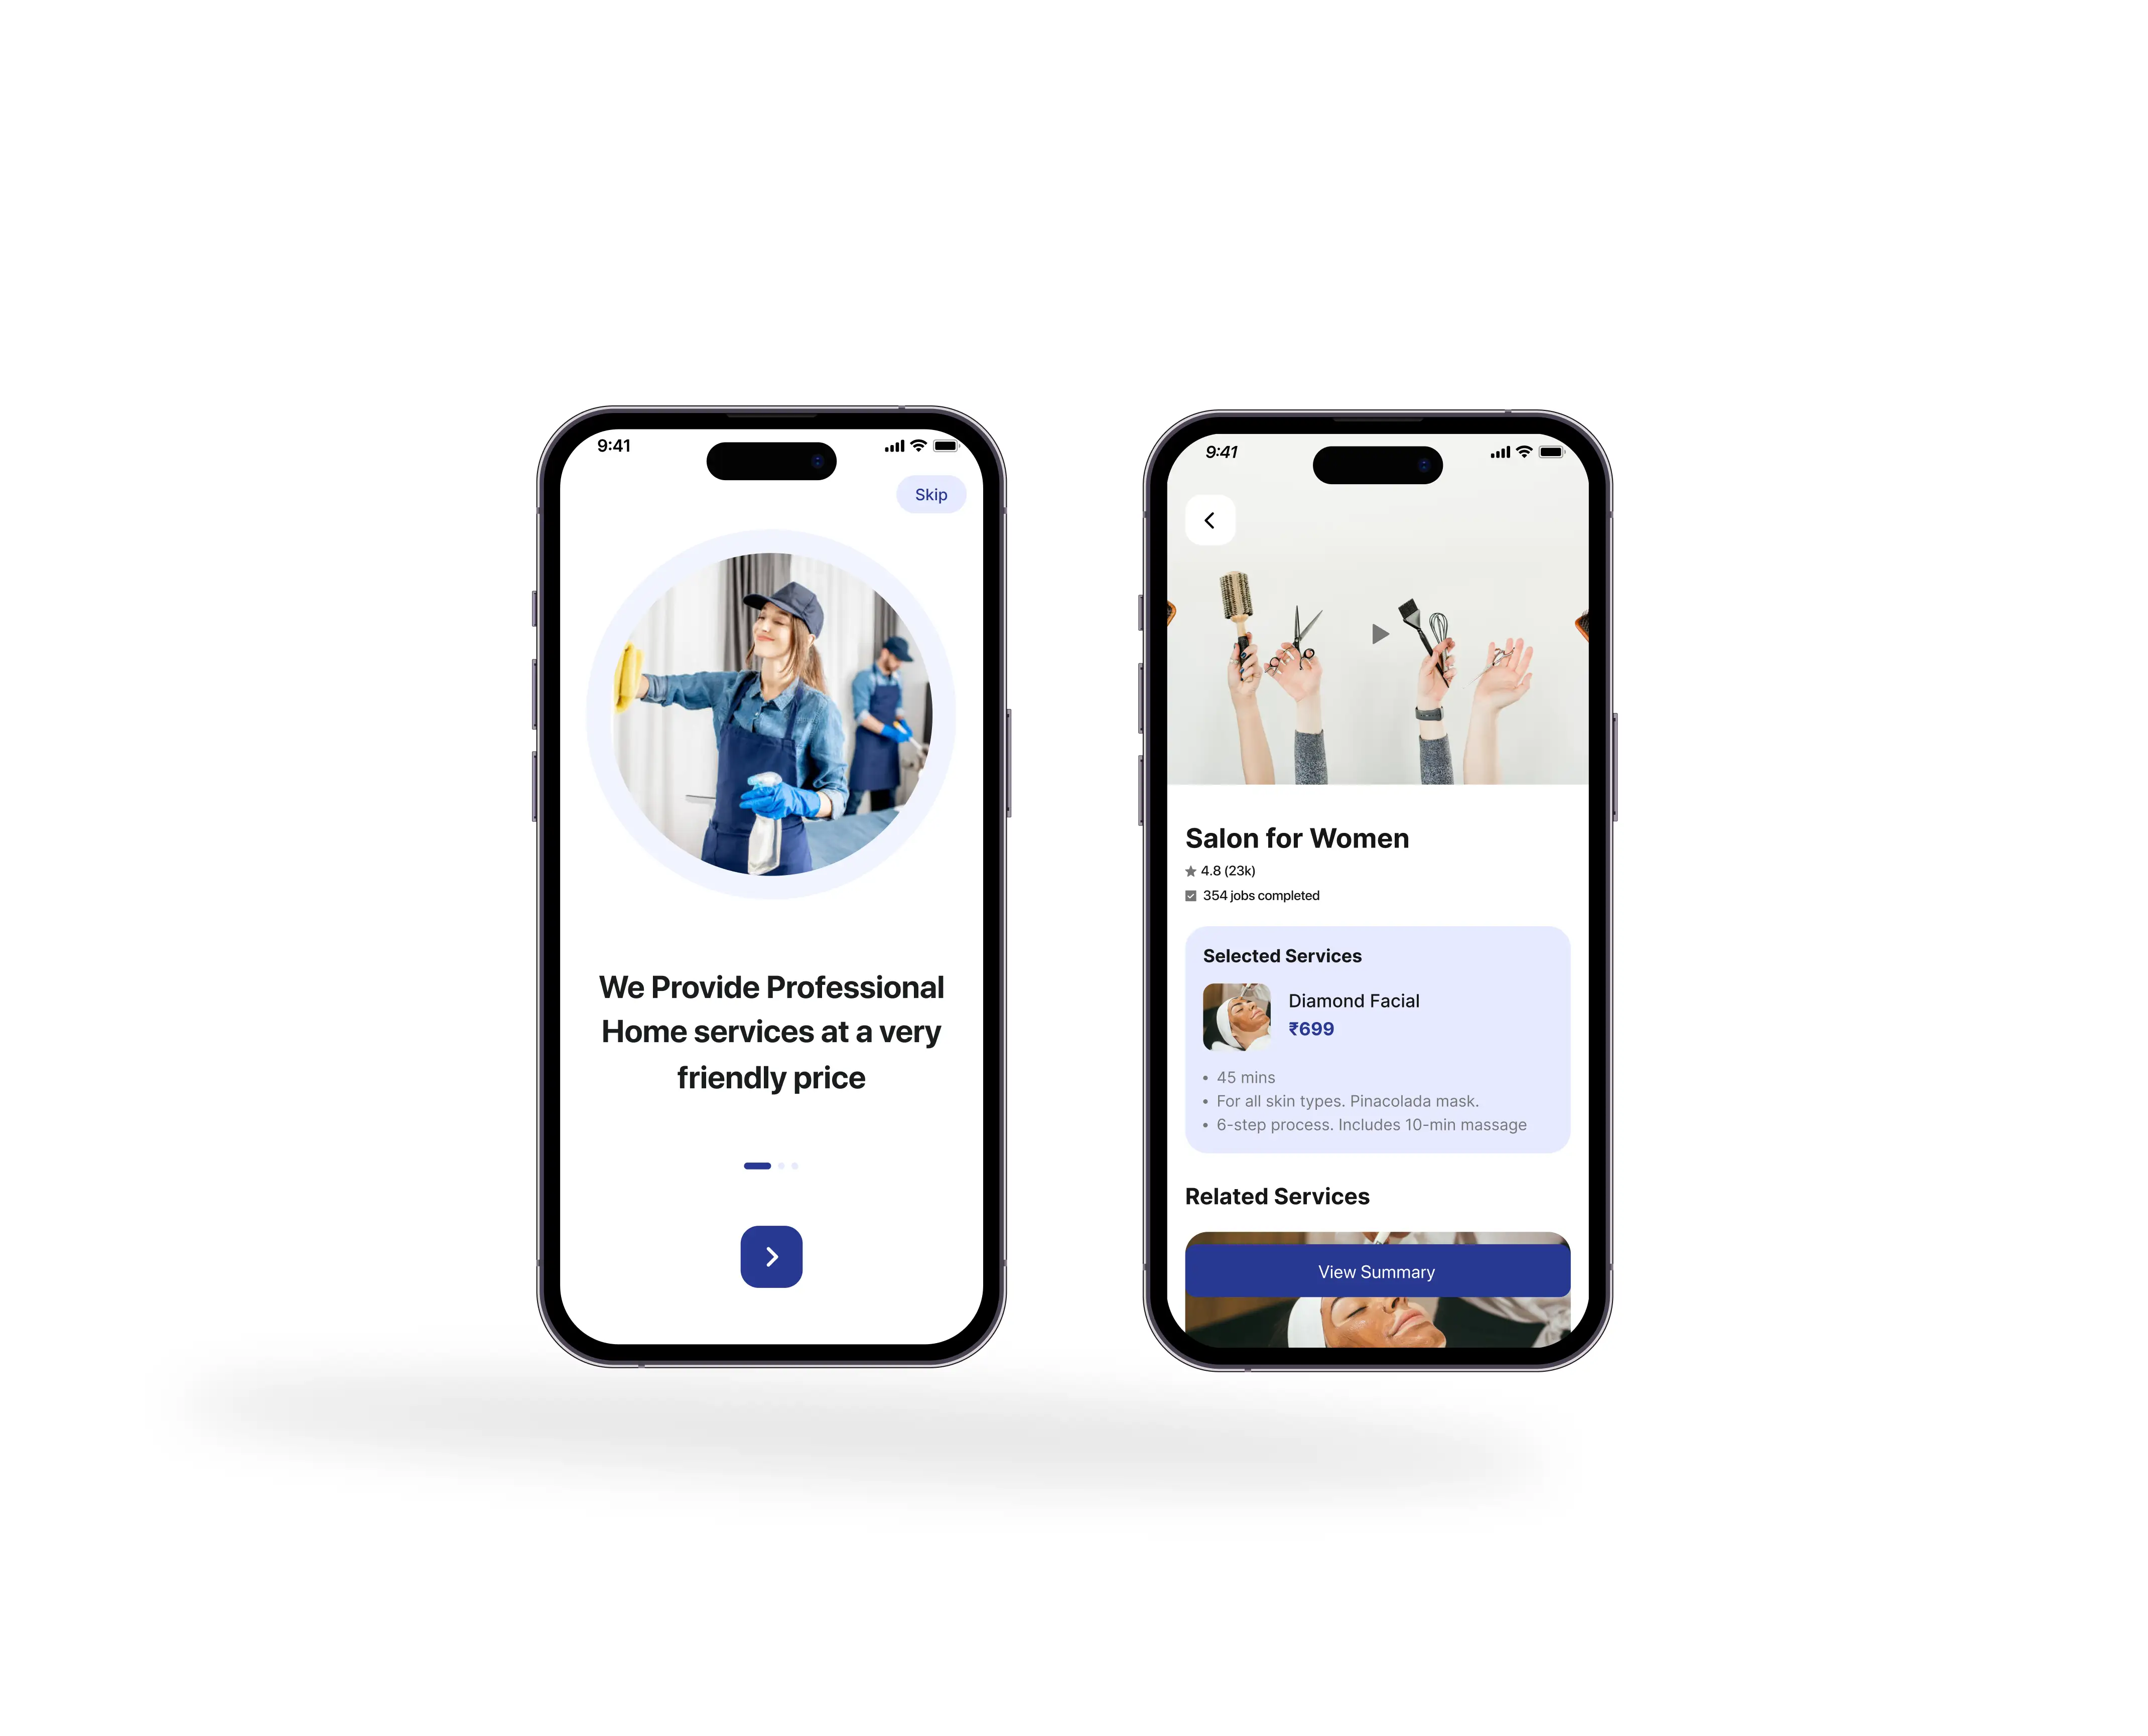 9:41
Skip
We Provide Professional
Home services at a very
friendly price
9:41
Salon for Women
4.8 (23k)
354 jobs completed
Selected Services
Diamond Facial
₹699
• 45 mins
• For all skin types. Pinacolada mask.
• 6-step process. Includes 10-min massage
Related Services
View Summary